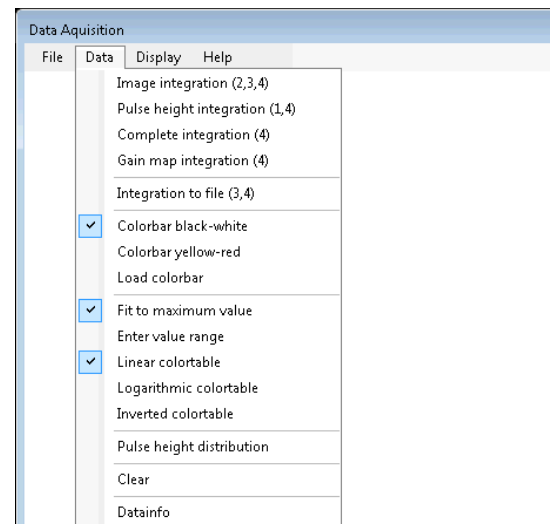 Data Aquisition
File Data Display Help
Image integration (2,3,4)
Pulse height integration (1,4)
Complete integration (4)
Gain map integration (4)
Integration to file (3,4)
Colorbar black-white
Colorbar yellow-red
Load colorbar
Fit to maximum value
Enter value range
Linear colortable
Logarithmic colortable
Inverted colortable
Pulse height distribution
Clear
Datainfo